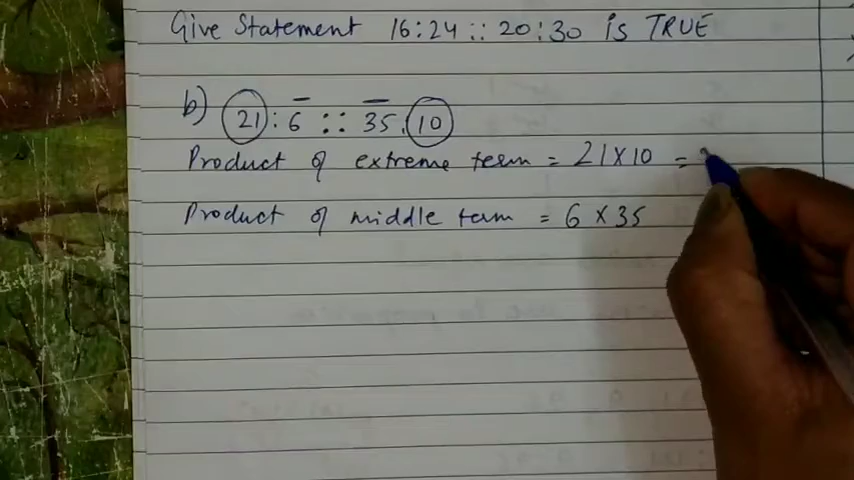 Give Statement 16:24 :: 20:30 is TRUE
b) 21:6 :: 35.10
Product of extreme term = 21×10 =
Product of middle term = 6×35